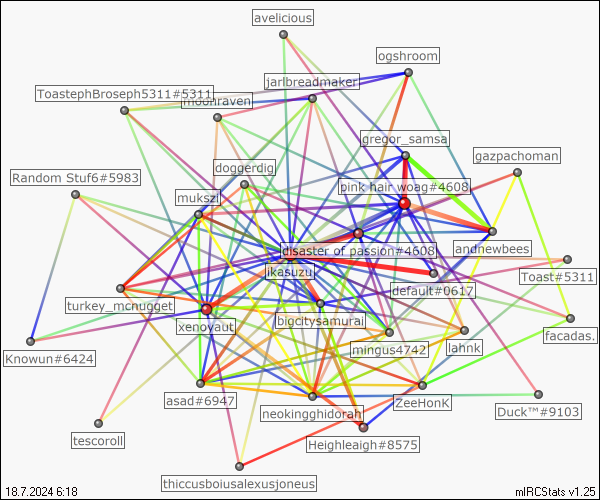 avelicious
ogshroom
jarlbreadmaker
ToastephBroseph5311#5311
moonraven
gregor_samsa
gazpachoman
doggerdig
Random Stuf6#5983
pink hair woag#4608
mukszi
disaster of passion#4608
andrewbees
ikasuzu
Toast#5311
default#0617
turkey_mcnugget
xenovaut
bigcitysamurai
facadas.
Knowun#6424
mingus4742
lahnk
asad#6947
neokingghidorah
ZeeHonK
Duck™#9103
tescoroll
Heighleaigh#8575
thiccusboiusalexusjoneus
18.7.2024 6:18
mIRCStats v1.25